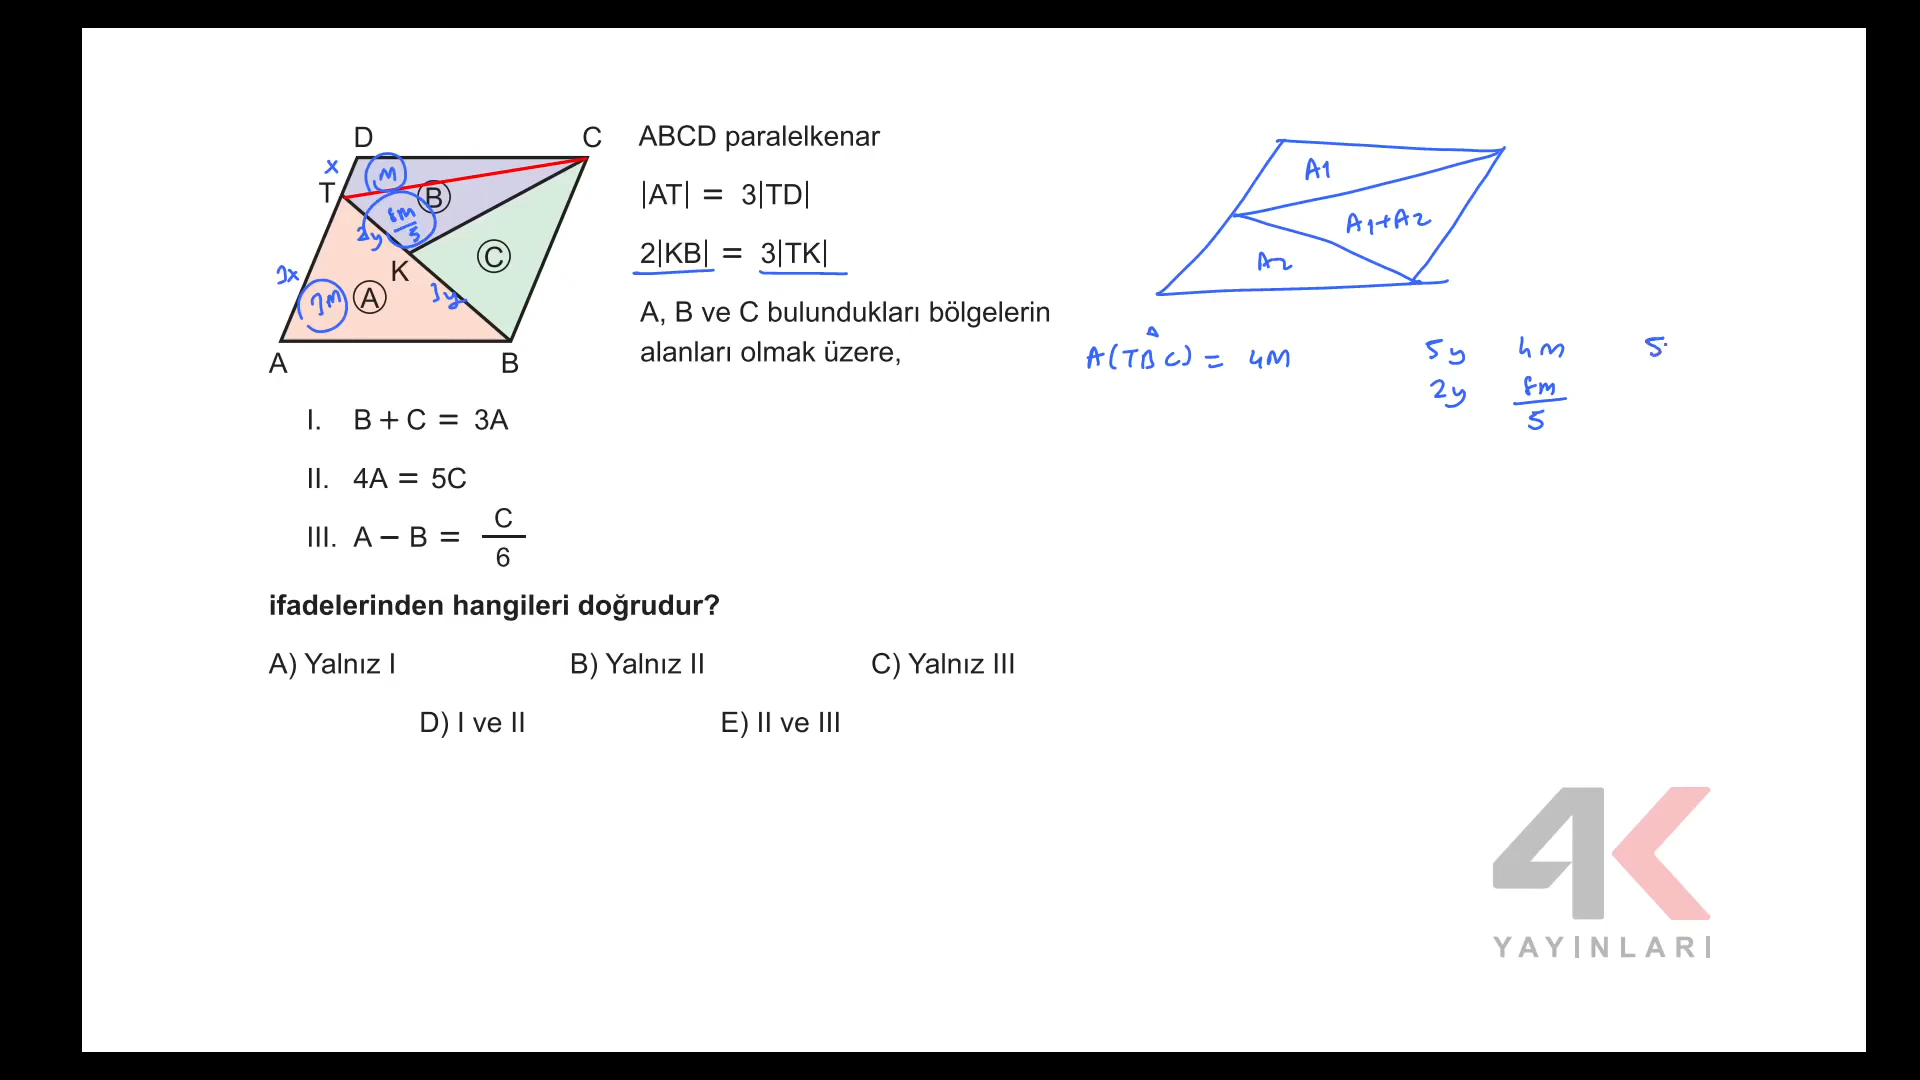 D C
x M
T B
8m
5
2y
K C
3x
3M A 3y
A B
ABCD paralelkenar
|AT| = 3|TD|
2|KB| = 3|TK|
A, B ve C bulundukları bölgelerin
alanları olmak üzere,
I. B + C = 3A
II. 4A = 5C
III. A − B = C
6
ifadelerinden hangileri doğrudur?
A) Yalnız I B) Yalnız II C) Yalnız III
D) I ve II E) II ve III
A1
A1+A2
A2
A(TBC) = 4M
5y 4m 5
2y 8m
5
4K
YAYINLARI